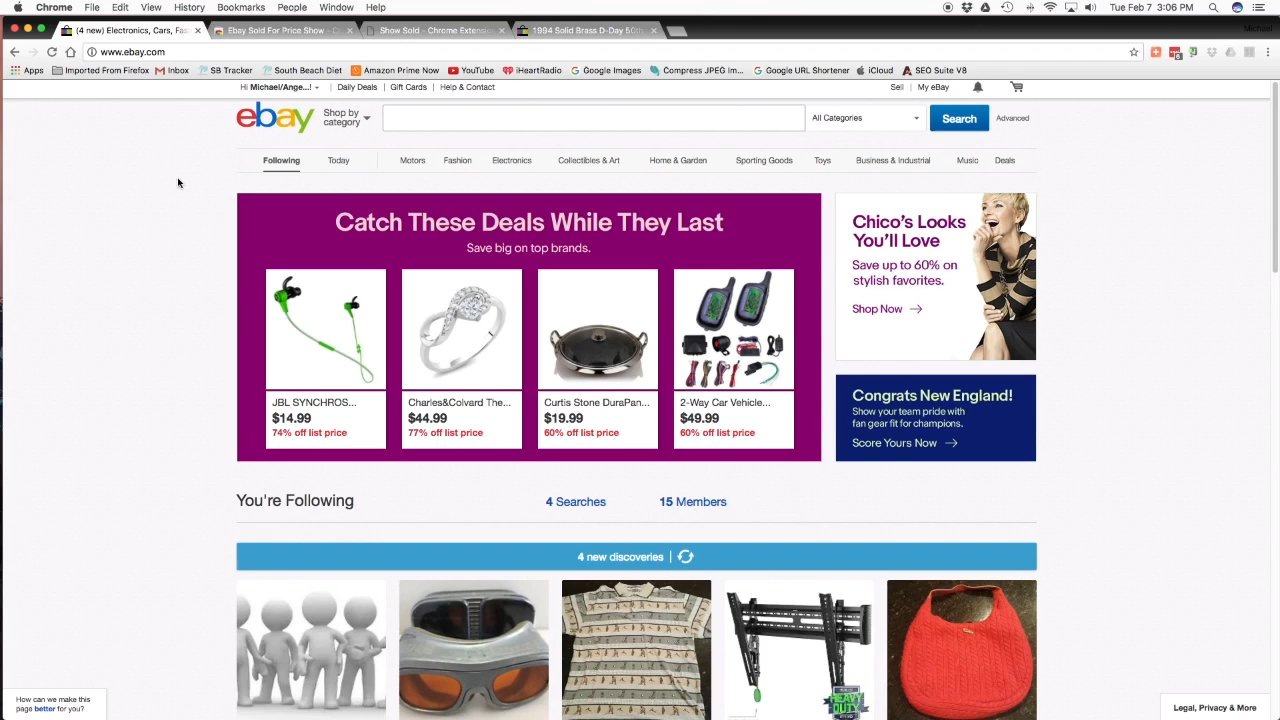 Chrome File Edit View History Bookmarks People Window Help Tue Feb 7 3:06 PM
(4 new) Electronics, Cars, Fas Ebay Sold For Price Show - C Show Sold - Chrome Extension 1994 Solid Brass D-Day 50th Michael
www.ebay.com
Apps Imported From Firefox Inbox SB Tracker South Beach Diet Amazon Prime Now YouTube iHeartRadio Google Images Compress JPEG Im... Google URL Shortener iCloud SEO Suite V8
Hi Michael/Ange...! Daily Deals Gift Cards Help & Contact Sell My eBay
ebay Shop by category All Categories Search Advanced
Following Today Motors Fashion Electronics Collectibles & Art Home & Garden Sporting Goods Toys Business & Industrial Music Deals
Catch These Deals While They Last
Save big on top brands.
JBL SYNCHROS...
$14.99
74% off list price
Charles&Colvard The...
$44.99
77% off list price
Curtis Stone DuraPan...
$19.99
60% off list price
2-Way Car Vehicle...
$49.99
60% off list price
Chico's Looks
You'll Love
Save up to 60% on
stylish favorites.
Shop Now
Congrats New England!
Show your team pride with
fan gear fit for champions.
Score Yours Now
You're Following 4 Searches 15 Members
4 new discoveries
HEAVY
DUTY
How can we make this
page better for you?
Legal, Privacy & More